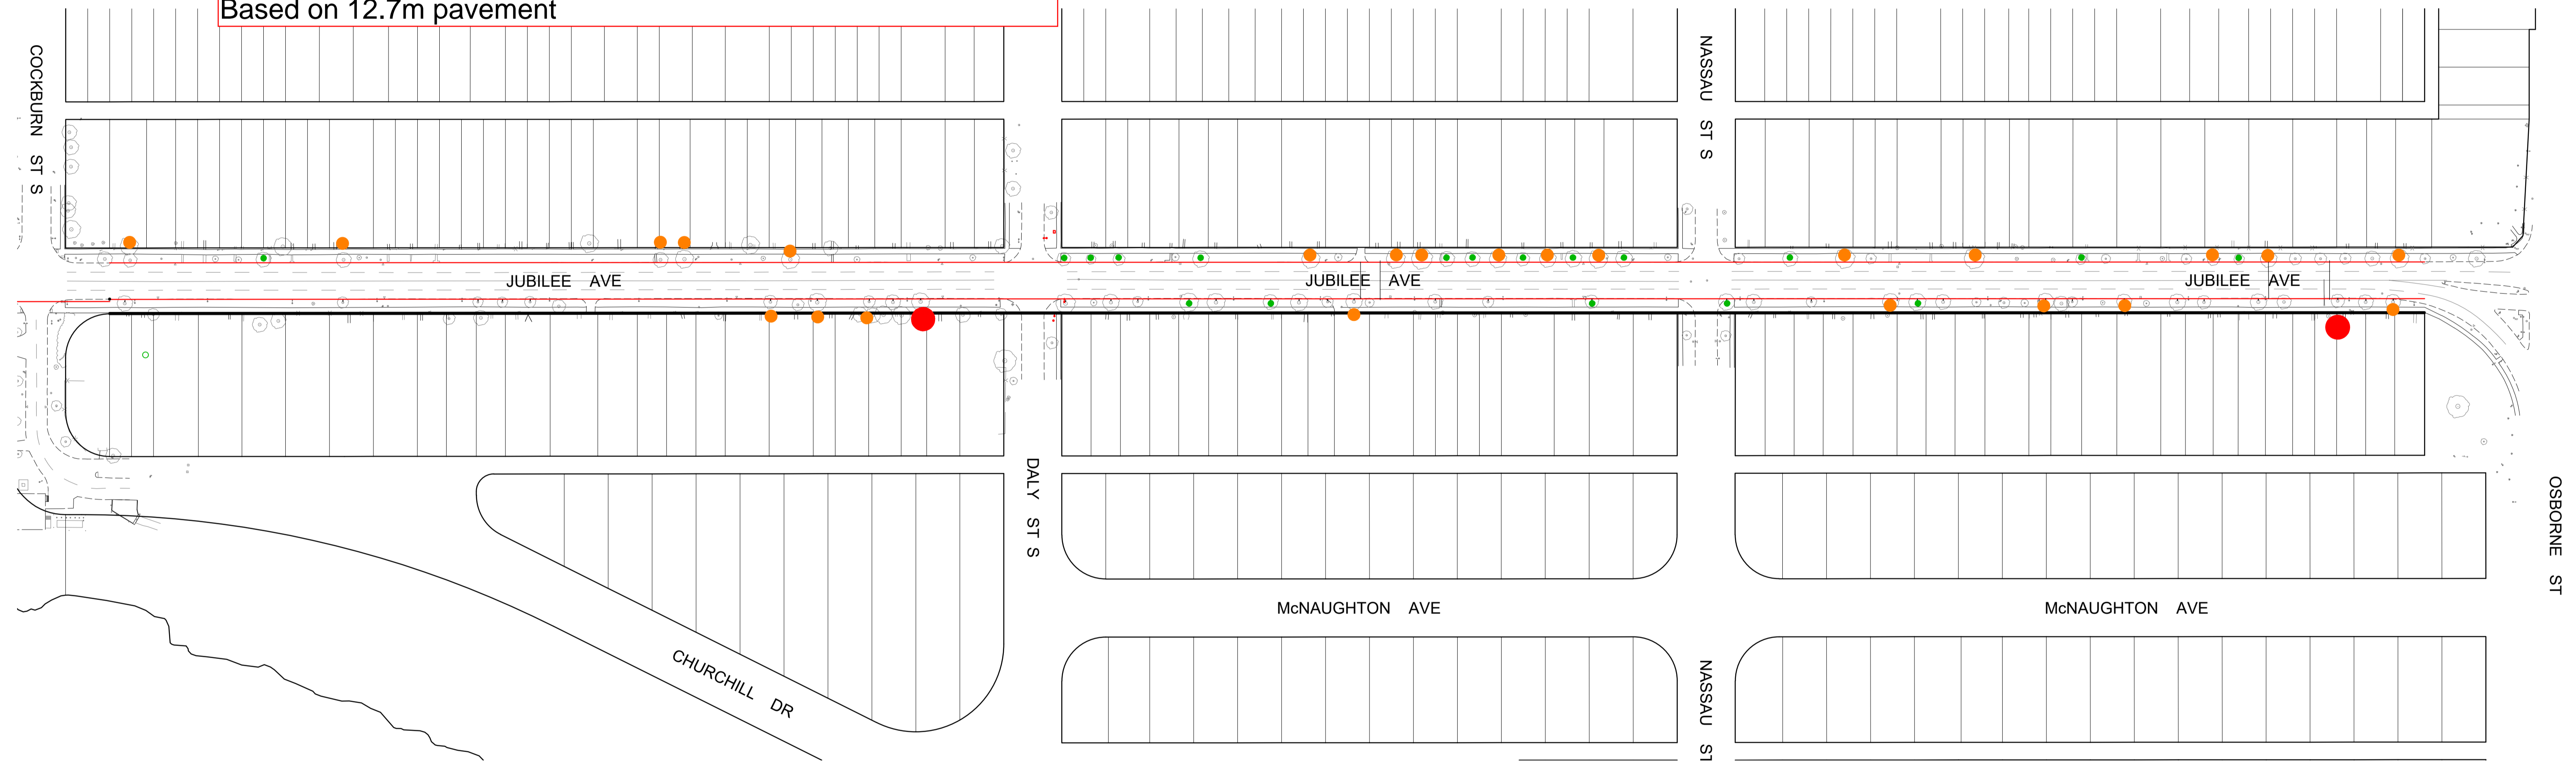 Based on 12.7m pavement
COCKBURN ST S
NASSAU ST S
JUBILEE AVE
JUBILEE AVE
JUBILEE AVE
DALY ST S
OSBORNE ST
McNAUGHTON AVE
McNAUGHTON AVE
CHURCHILL DR
NASSAU ST